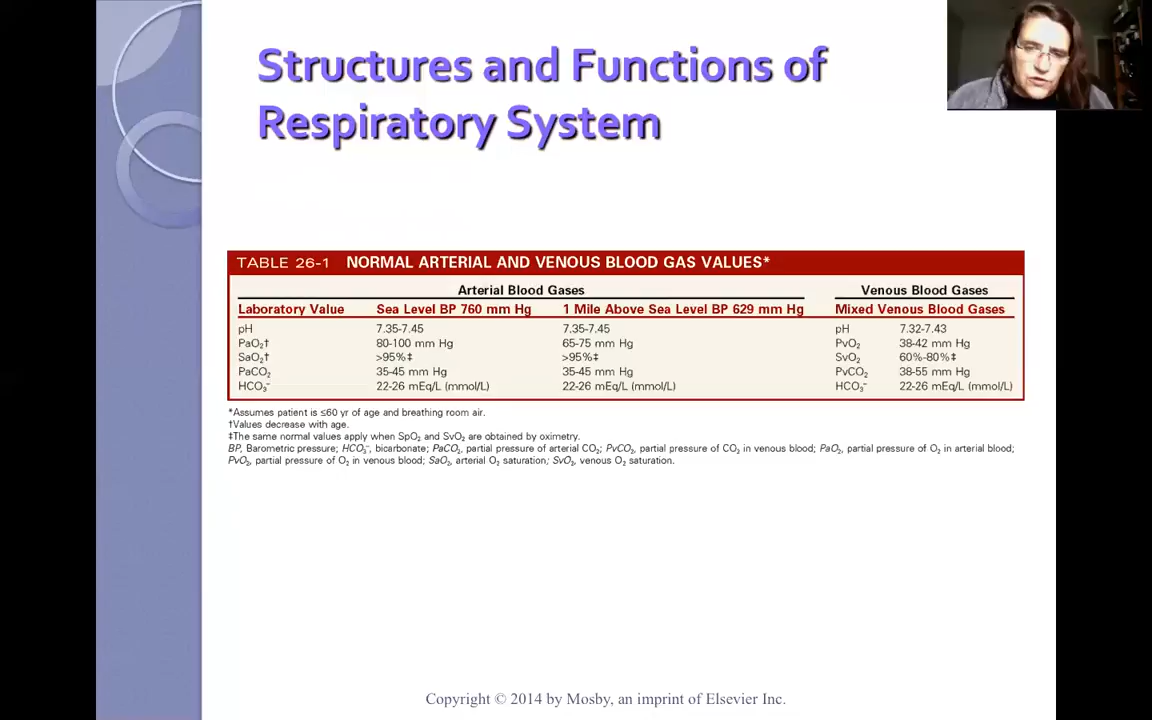 Structures and Functions of
Respiratory System
TABLE 26-1 NORMAL ARTERIAL AND VENOUS BLOOD GAS VALUES*
Arterial Blood Gases Venous Blood Gases
Laboratory Value Sea Level BP 760 mm Hg 1 Mile Above Sea Level BP 629 mm Hg Mixed Venous Blood Gases
pH 7.35-7.45 7.35-7.45 pH 7.32-7.43
PaO₂† 80-100 mm Hg 65-75 mm Hg PvO₂ 38-42 mm Hg
SaO₂† >95%‡ >95%‡ SvO₂ 60%-80%‡
PaCO₂ 35-45 mm Hg 35-45 mm Hg PvCO₂ 38-55 mm Hg
HCO₃⁻ 22-26 mEq/L (mmol/L) 22-26 mEq/L (mmol/L) HCO₃⁻ 22-26 mEq/L (mmol/L)
*Assumes patient is ≤60 yr of age and breathing room air.
†Values decrease with age.
‡The same normal values apply when SpO₂ and SvO₂ are obtained by oximetry.
BP, Barometric pressure; HCO₃⁻, bicarbonate; PaCO₂, partial pressure of arterial CO₂; PvCO₂, partial pressure of CO₂ in venous blood; PaO₂, partial pressure of O₂ in arterial blood;
PvO₂, partial pressure of O₂ in venous blood; SaO₂, arterial O₂ saturation; SvO₂, venous O₂ saturation.
Copyright © 2014 by Mosby, an imprint of Elsevier Inc.